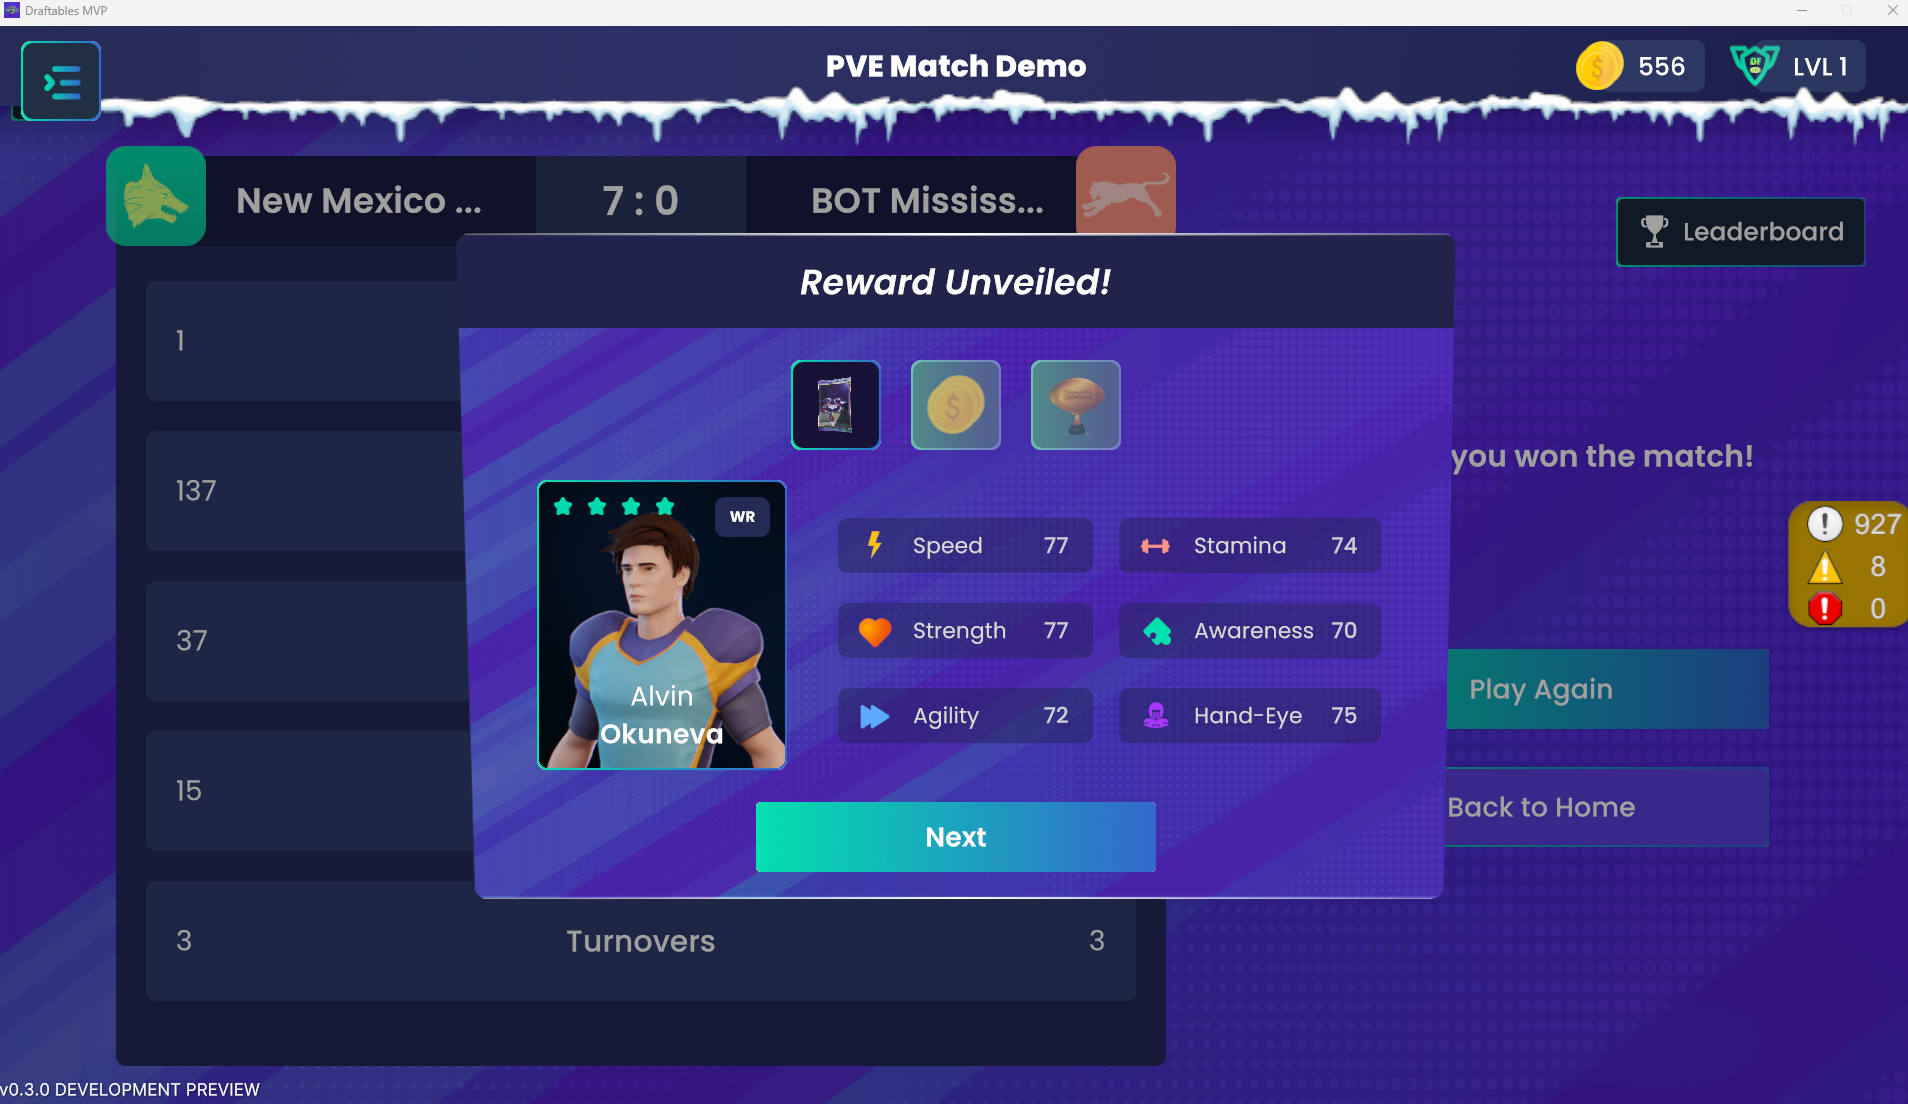 Draftables MVP
PVE Match Demo
556
LVL 1
New Mexico ...
7 : 0
BOT Mississ...
Leaderboard
Reward Unveiled!
1
137
37
15
you won the match!
WR
Alvin
Okuneva
Speed 77
Stamina 74
Strength 77
Awareness 70
Agility 72
Hand-Eye 75
927
8
0
Play Again
Back to Home
Next
3 Turnovers 3
v0.3.0 DEVELOPMENT PREVIEW